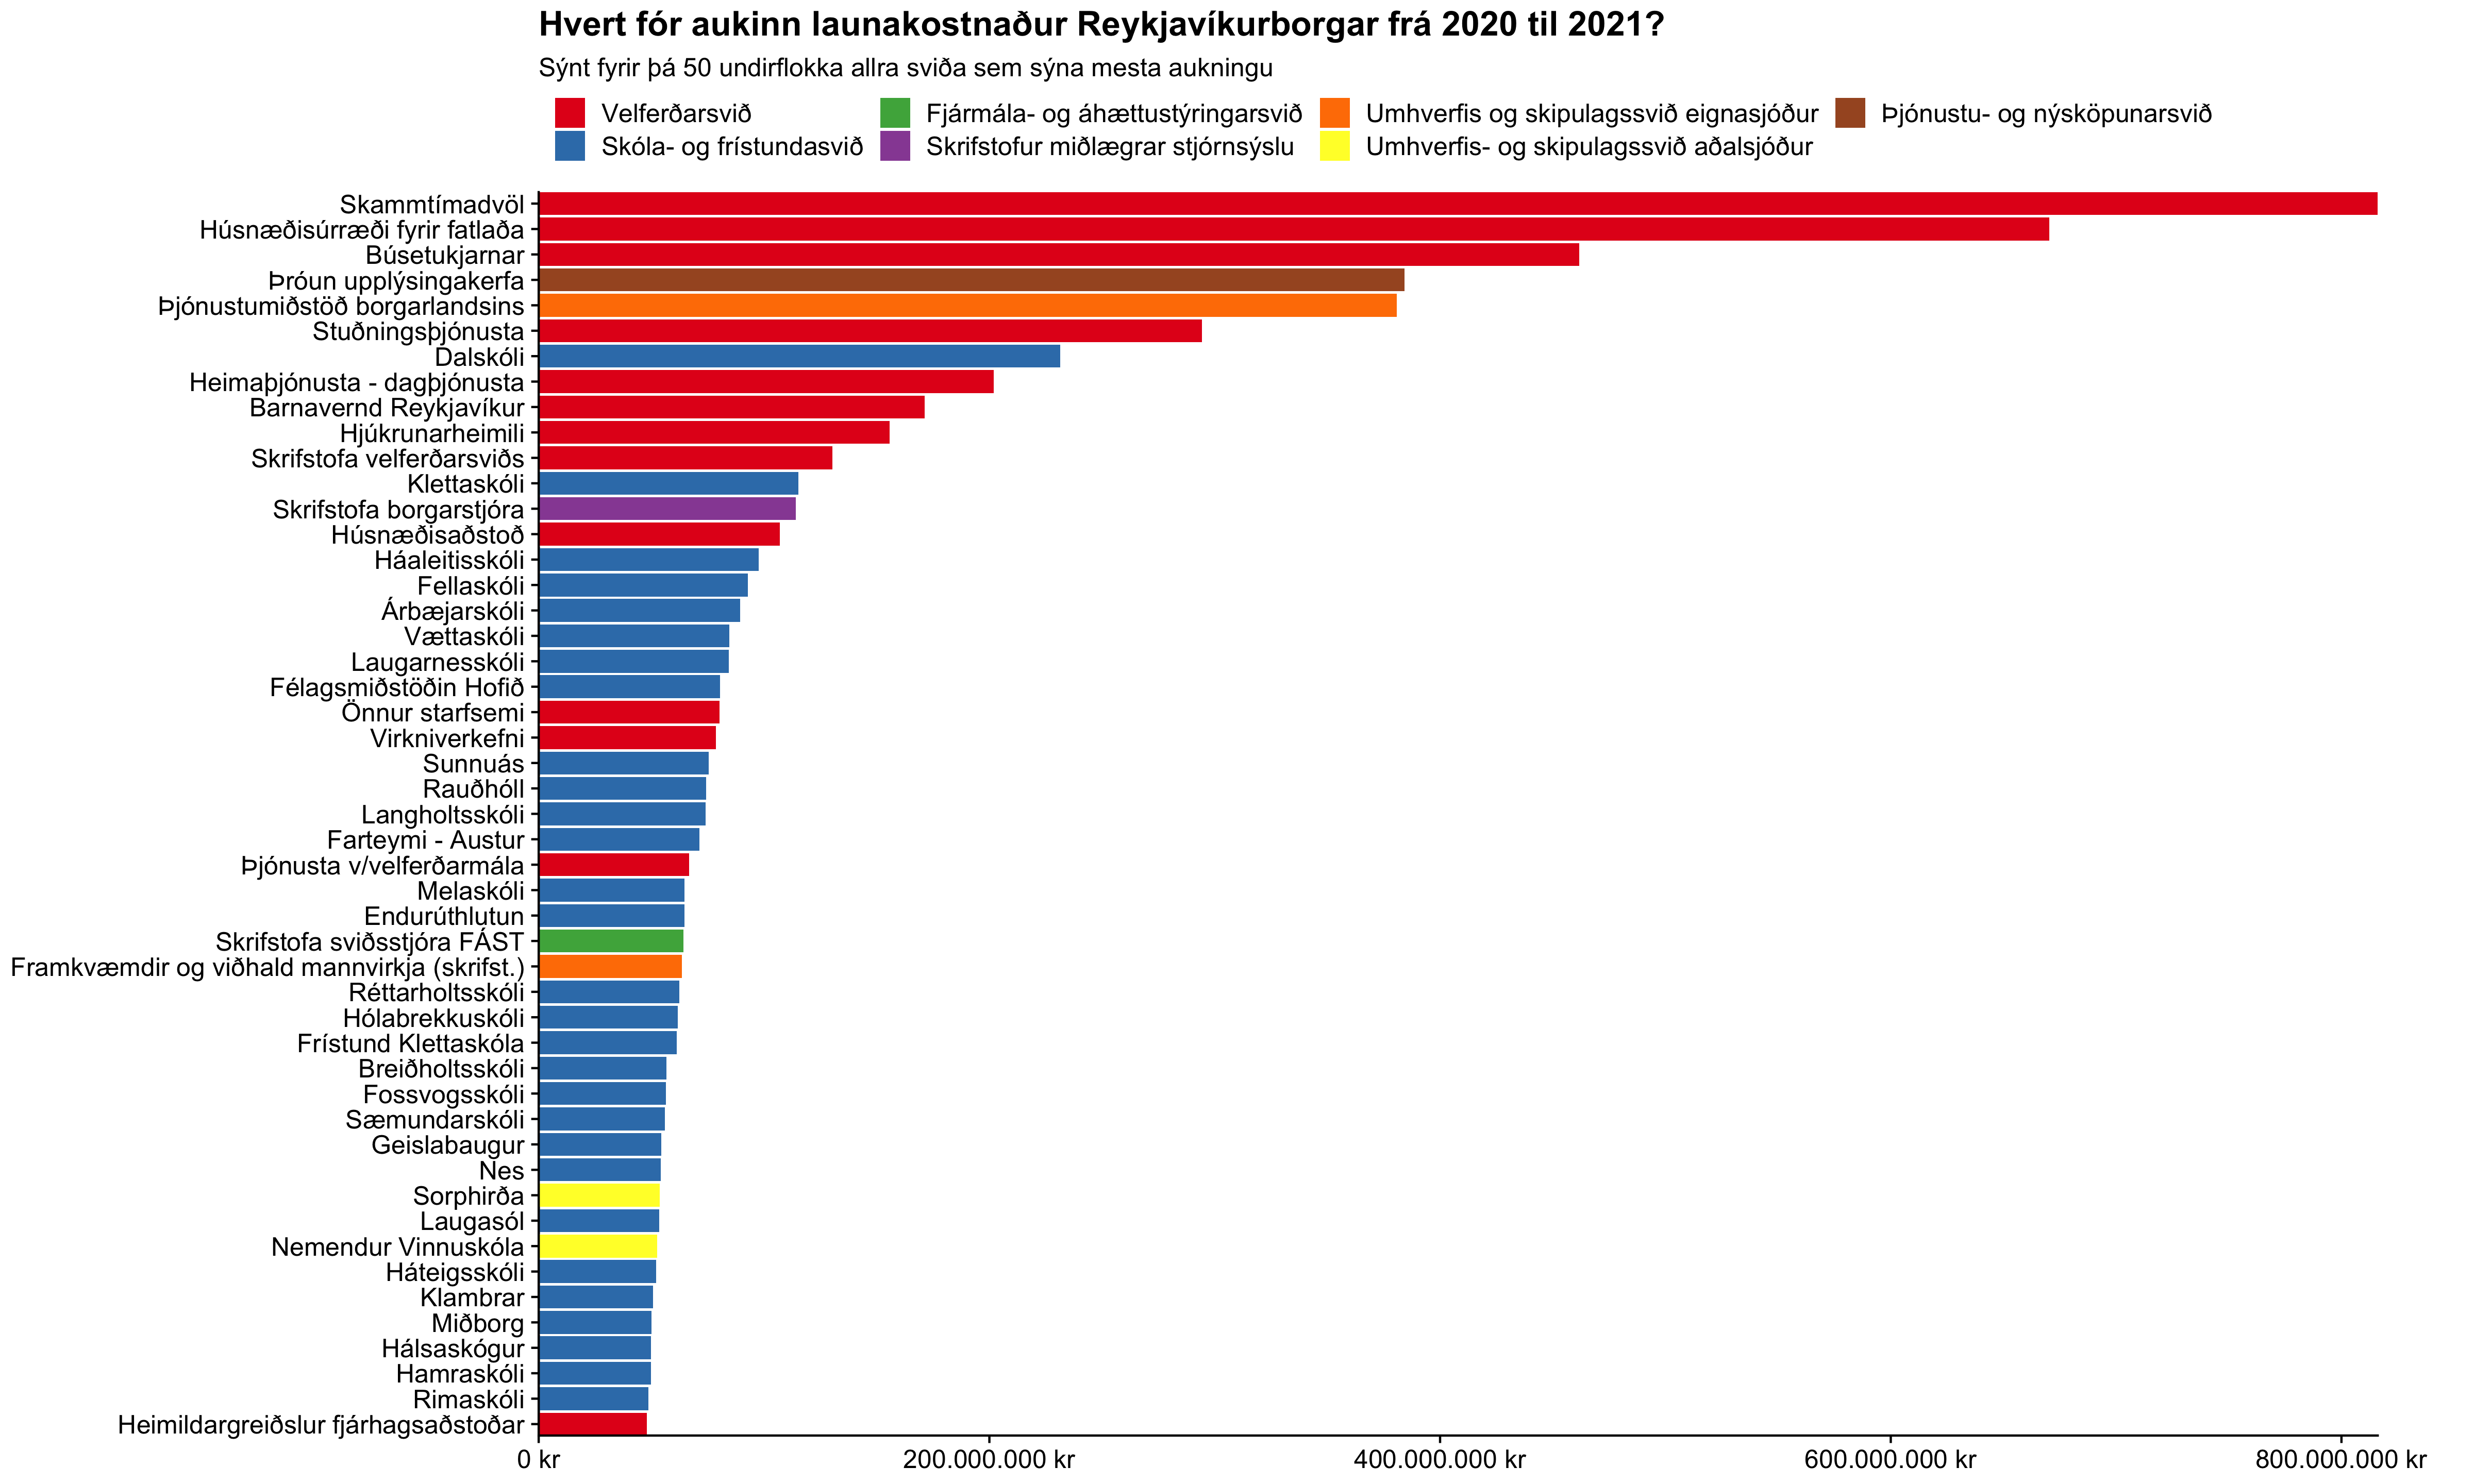 Hvert fór aukinn launakostnaður Reykjavíkurborgar frá 2020 til 2021?
Sýnt fyrir þá 50 undirflokka allra sviða sem sýna mesta aukningu
Velferðarsvið
Fjármála- og áhættustýringarsvið
Umhverfis og skipulagssvið eignasjóður
Þjónustu- og nýsköpunarsvið
Skóla- og frístundasvið
Skrifstofur miðlægrar stjórnsýslu
Umhverfis- og skipulagssvið aðalsjóður
Skammtímadvöl
Húsnæðisúrræði fyrir fatlaða
Búsetukjarnar
Þróun upplýsingakerfa
Þjónustumiðstöð borgarlandsins
Stuðningsþjónusta
Dalskóli
Heimaþjónusta - dagþjónusta
Barnavernd Reykjavíkur
Hjúkrunarheimili
Skrifstofa velferðarsviðs
Klettaskóli
Skrifstofa borgarstjóra
Húsnæðisaðstoð
Háaleitisskóli
Fellaskóli
Árbæjarskóli
Vættaskóli
Laugarnesskóli
Félagsmiðstöðin Hofið
Önnur starfsemi
Virkniverkefni
Sunnuás
Rauðhóll
Langholtsskóli
Farteymi - Austur
Þjónusta v/velferðarmála
Melaskóli
Endurúthlutun
Skrifstofa sviðsstjóra FÁST
Framkvæmdir og viðhald mannvirkja (skrifst.)
Réttarholtsskóli
Hólabrekkuskóli
Frístund Klettaskóla
Breiðholtsskóli
Fossvogsskóli
Sæmundarskóli
Geislabaugur
Nes
Sorphirða
Laugasól
Nemendur Vinnuskóla
Háteigsskóli
Klambrar
Miðborg
Hálsaskógur
Hamraskóli
Rimaskóli
Heimildargreiðslur fjárhagsaðstoðar
0 kr
200.000.000 kr
400.000.000 kr
600.000.000 kr
800.000.000 kr